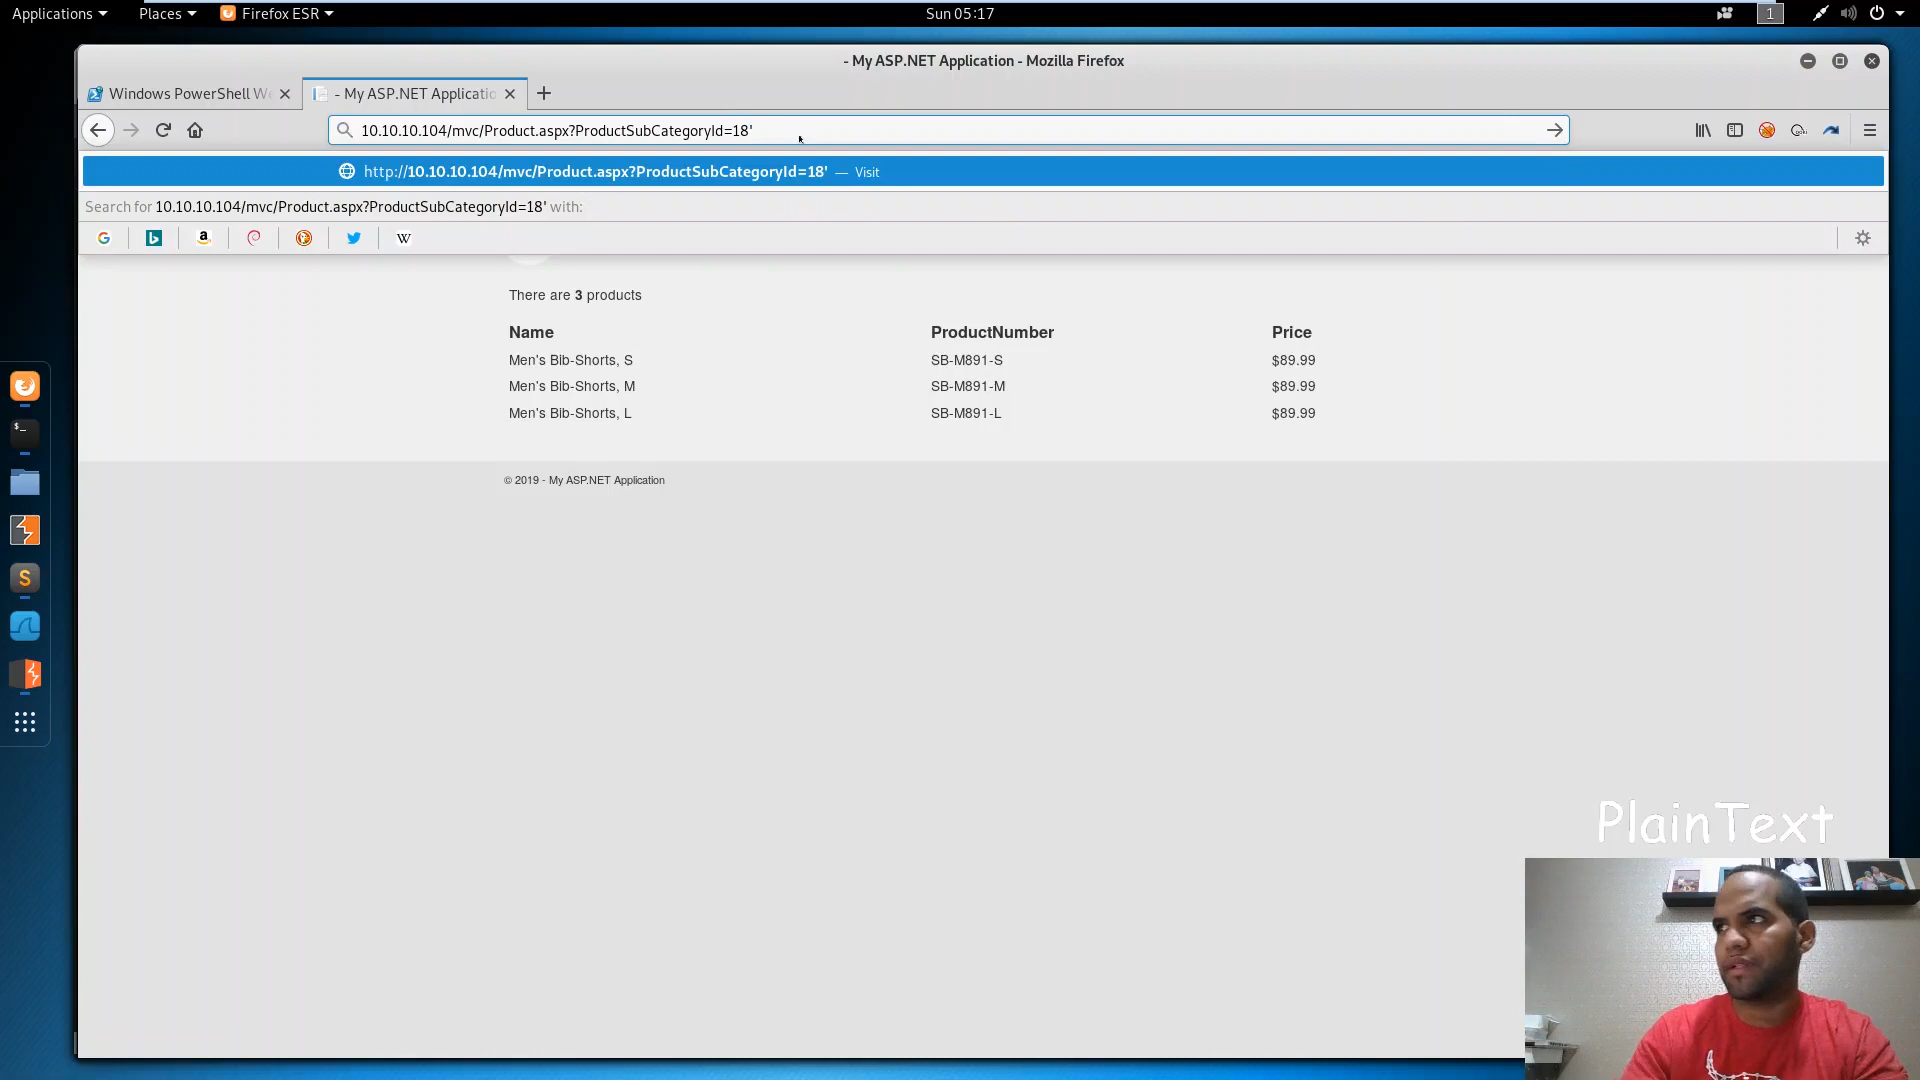 Applications Places Firefox ESR Sun 05:17 1
- My ASP.NET Application - Mozilla Firefox
Windows PowerShell We - My ASP.NET Applicatio
10.10.10.104/mvc/Product.aspx?ProductSubCategoryId=18'
http://10.10.10.104/mvc/Product.aspx?ProductSubCategoryId=18' — Visit
Search for 10.10.10.104/mvc/Product.aspx?ProductSubCategoryId=18' with:
There are 3 products
Name ProductNumber Price
Men's Bib-Shorts, S SB-M891-S $89.99
Men's Bib-Shorts, M SB-M891-M $89.99
Men's Bib-Shorts, L SB-M891-L $89.99
© 2019 - My ASP.NET Application
PlainText